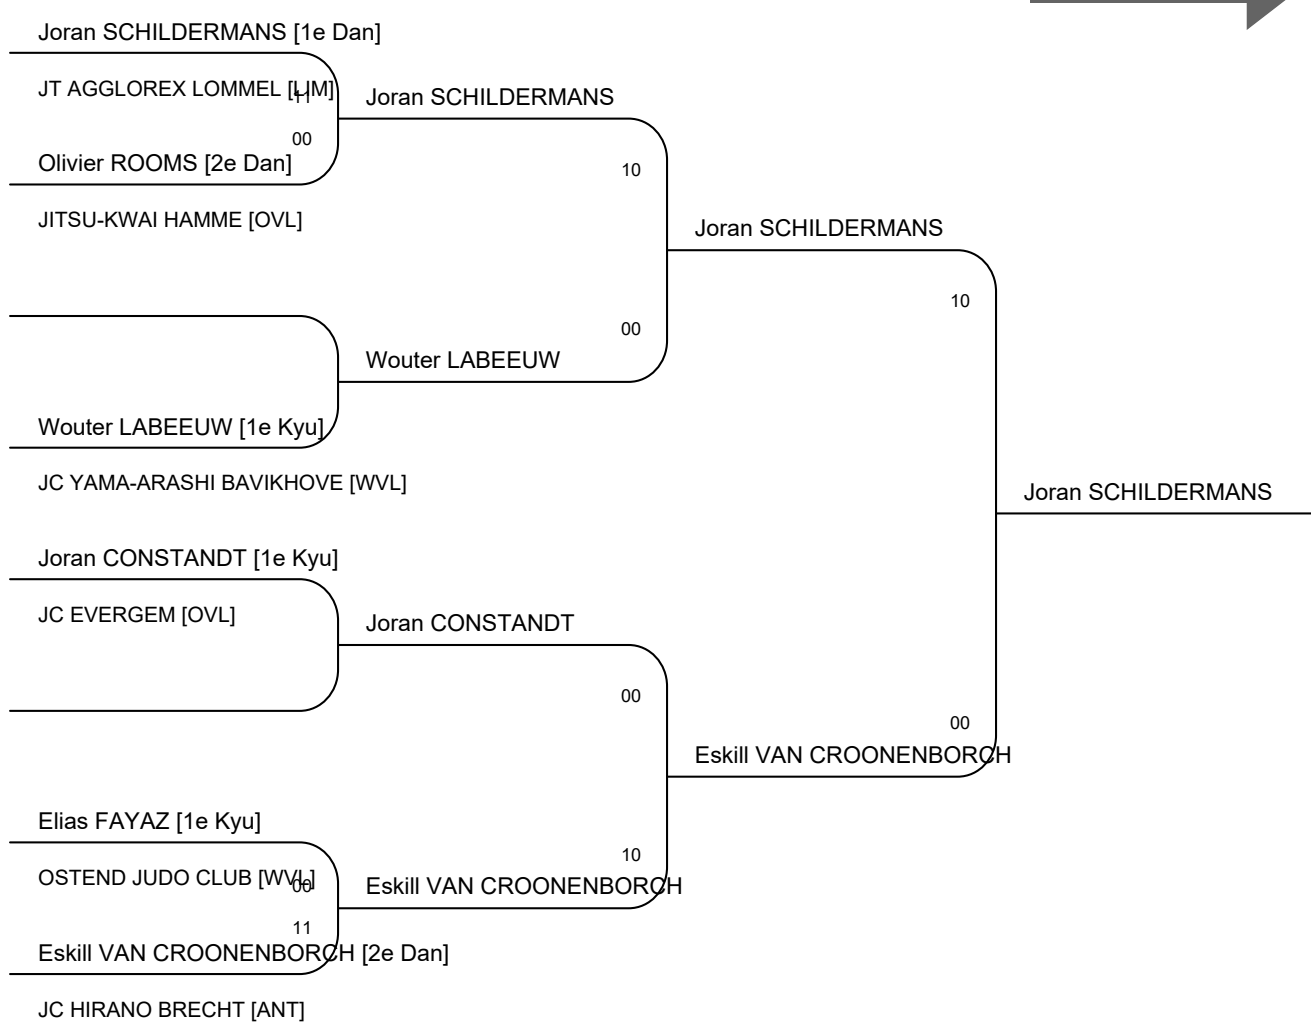 Joran SCHILDERMANS [1e Dan]
JT AGGLOREX LOMMEL [LIM]
11
Joran SCHILDERMANS
00
Olivier ROOMS [2e Dan]
10
JITSU-KWAI HAMME [OVL]
Joran SCHILDERMANS
10
00
Wouter LABEEUW
Wouter LABEEUW [1e Kyu]
JC YAMA-ARASHI BAVIKHOVE [WVL]
Joran SCHILDERMANS
Joran CONSTANDT [1e Kyu]
JC EVERGEM [OVL]
Joran CONSTANDT
00
00
Eskill VAN CROONENBORCH
Elias FAYAZ [1e Kyu]
10
OSTEND JUDO CLUB [WVL]
00
Eskill VAN CROONENBORCH
11
Eskill VAN CROONENBORCH [2e Dan]
JC HIRANO BRECHT [ANT]